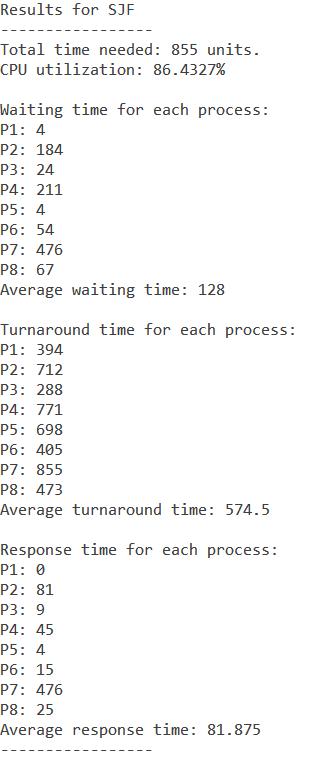 Results for SJF
-----------------
Total time needed: 855 units.
CPU utilization: 86.4327%
Waiting time for each process:
P1: 4
P2: 184
P3: 24
P4: 211
P5: 4
P6: 54
P7: 476
P8: 67
Average waiting time: 128
Turnaround time for each process:
P1: 394
P2: 712
P3: 288
P4: 771
P5: 698
P6: 405
P7: 855
P8: 473
Average turnaround time: 574.5
Response time for each process:
P1: 0
P2: 81
P3: 9
P4: 45
P5: 4
P6: 15
P7: 476
P8: 25
Average response time: 81.875
-----------------